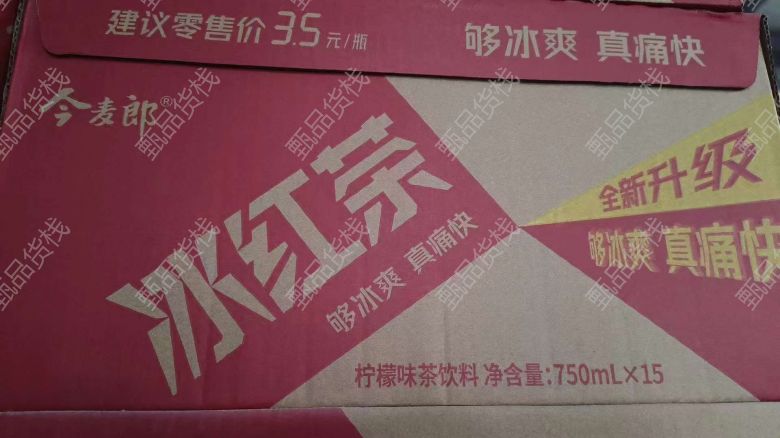 建议零售价 3.5 元/瓶
够冰爽 真痛快
今麦郎®
冰红茶
够冰爽 真痛快
全新升级
够冰爽 真痛快
柠檬味茶饮料 净含量:750mL×15
甄品货栈